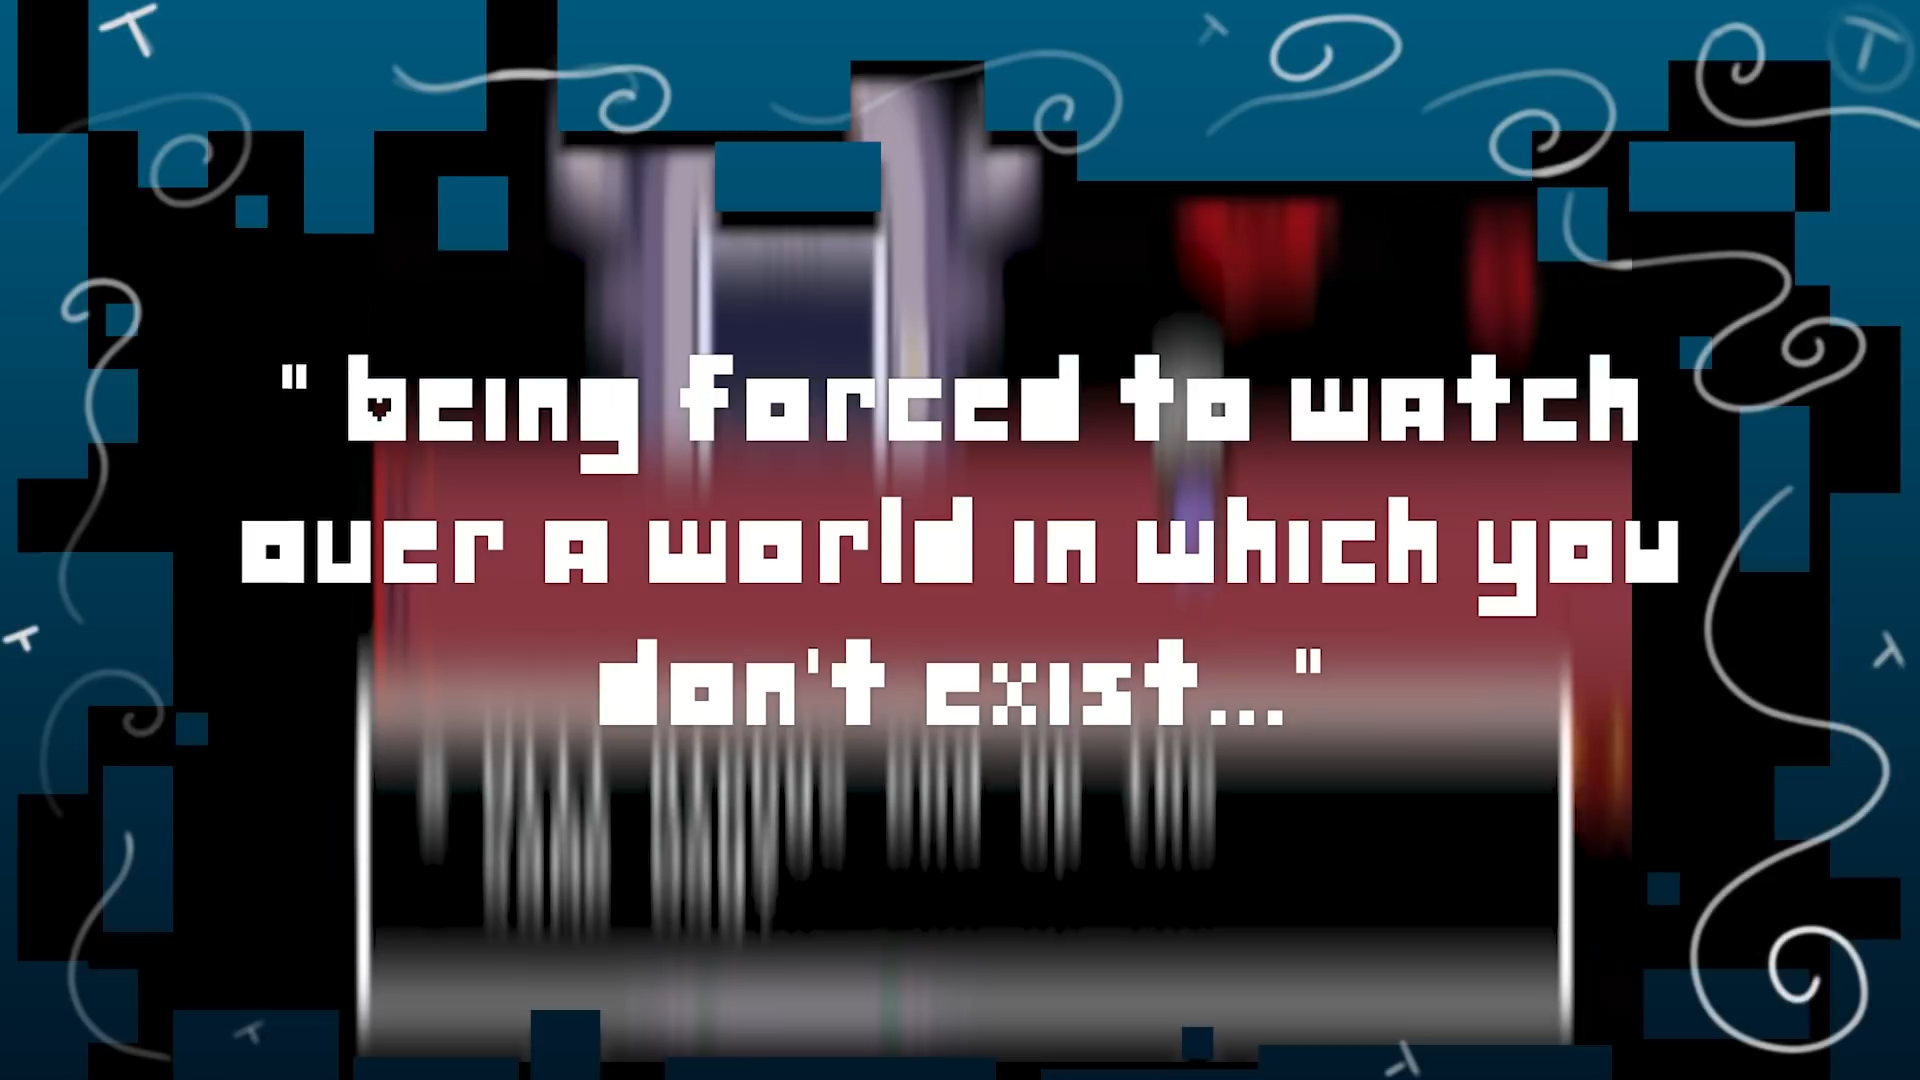 " being forced to watch
over a world in which you
don't exist..."